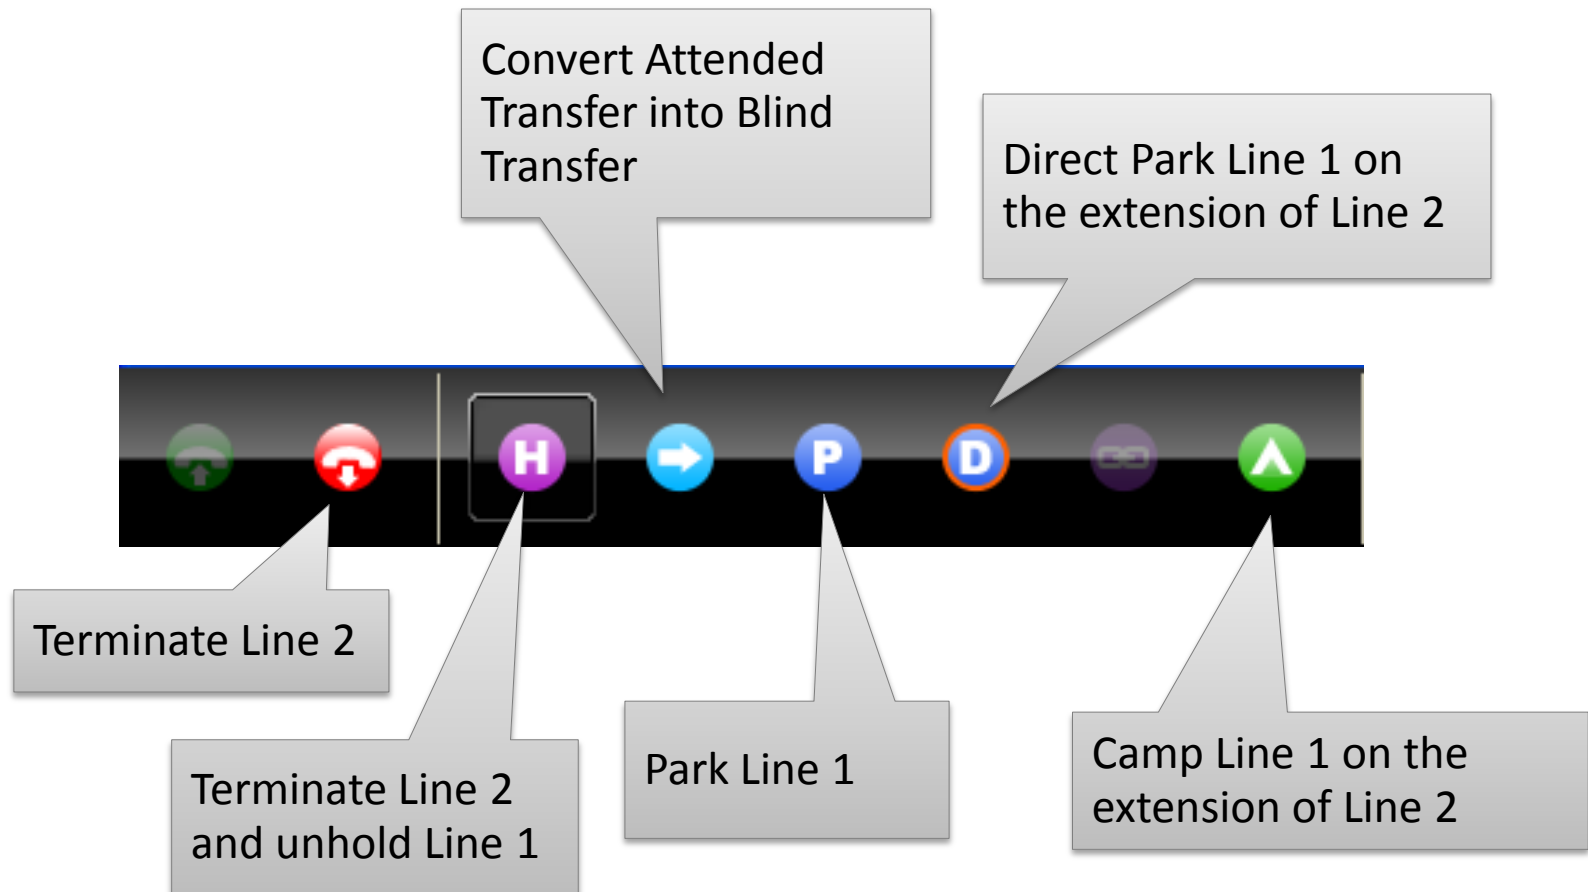 Convert Attended
Transfer into Blind
Transfer
Direct Park Line 1 on
the extension of Line 2
H
P
D
Terminate Line 2
Terminate Line 2
and unhold Line 1
Park Line 1
Camp Line 1 on the
extension of Line 2